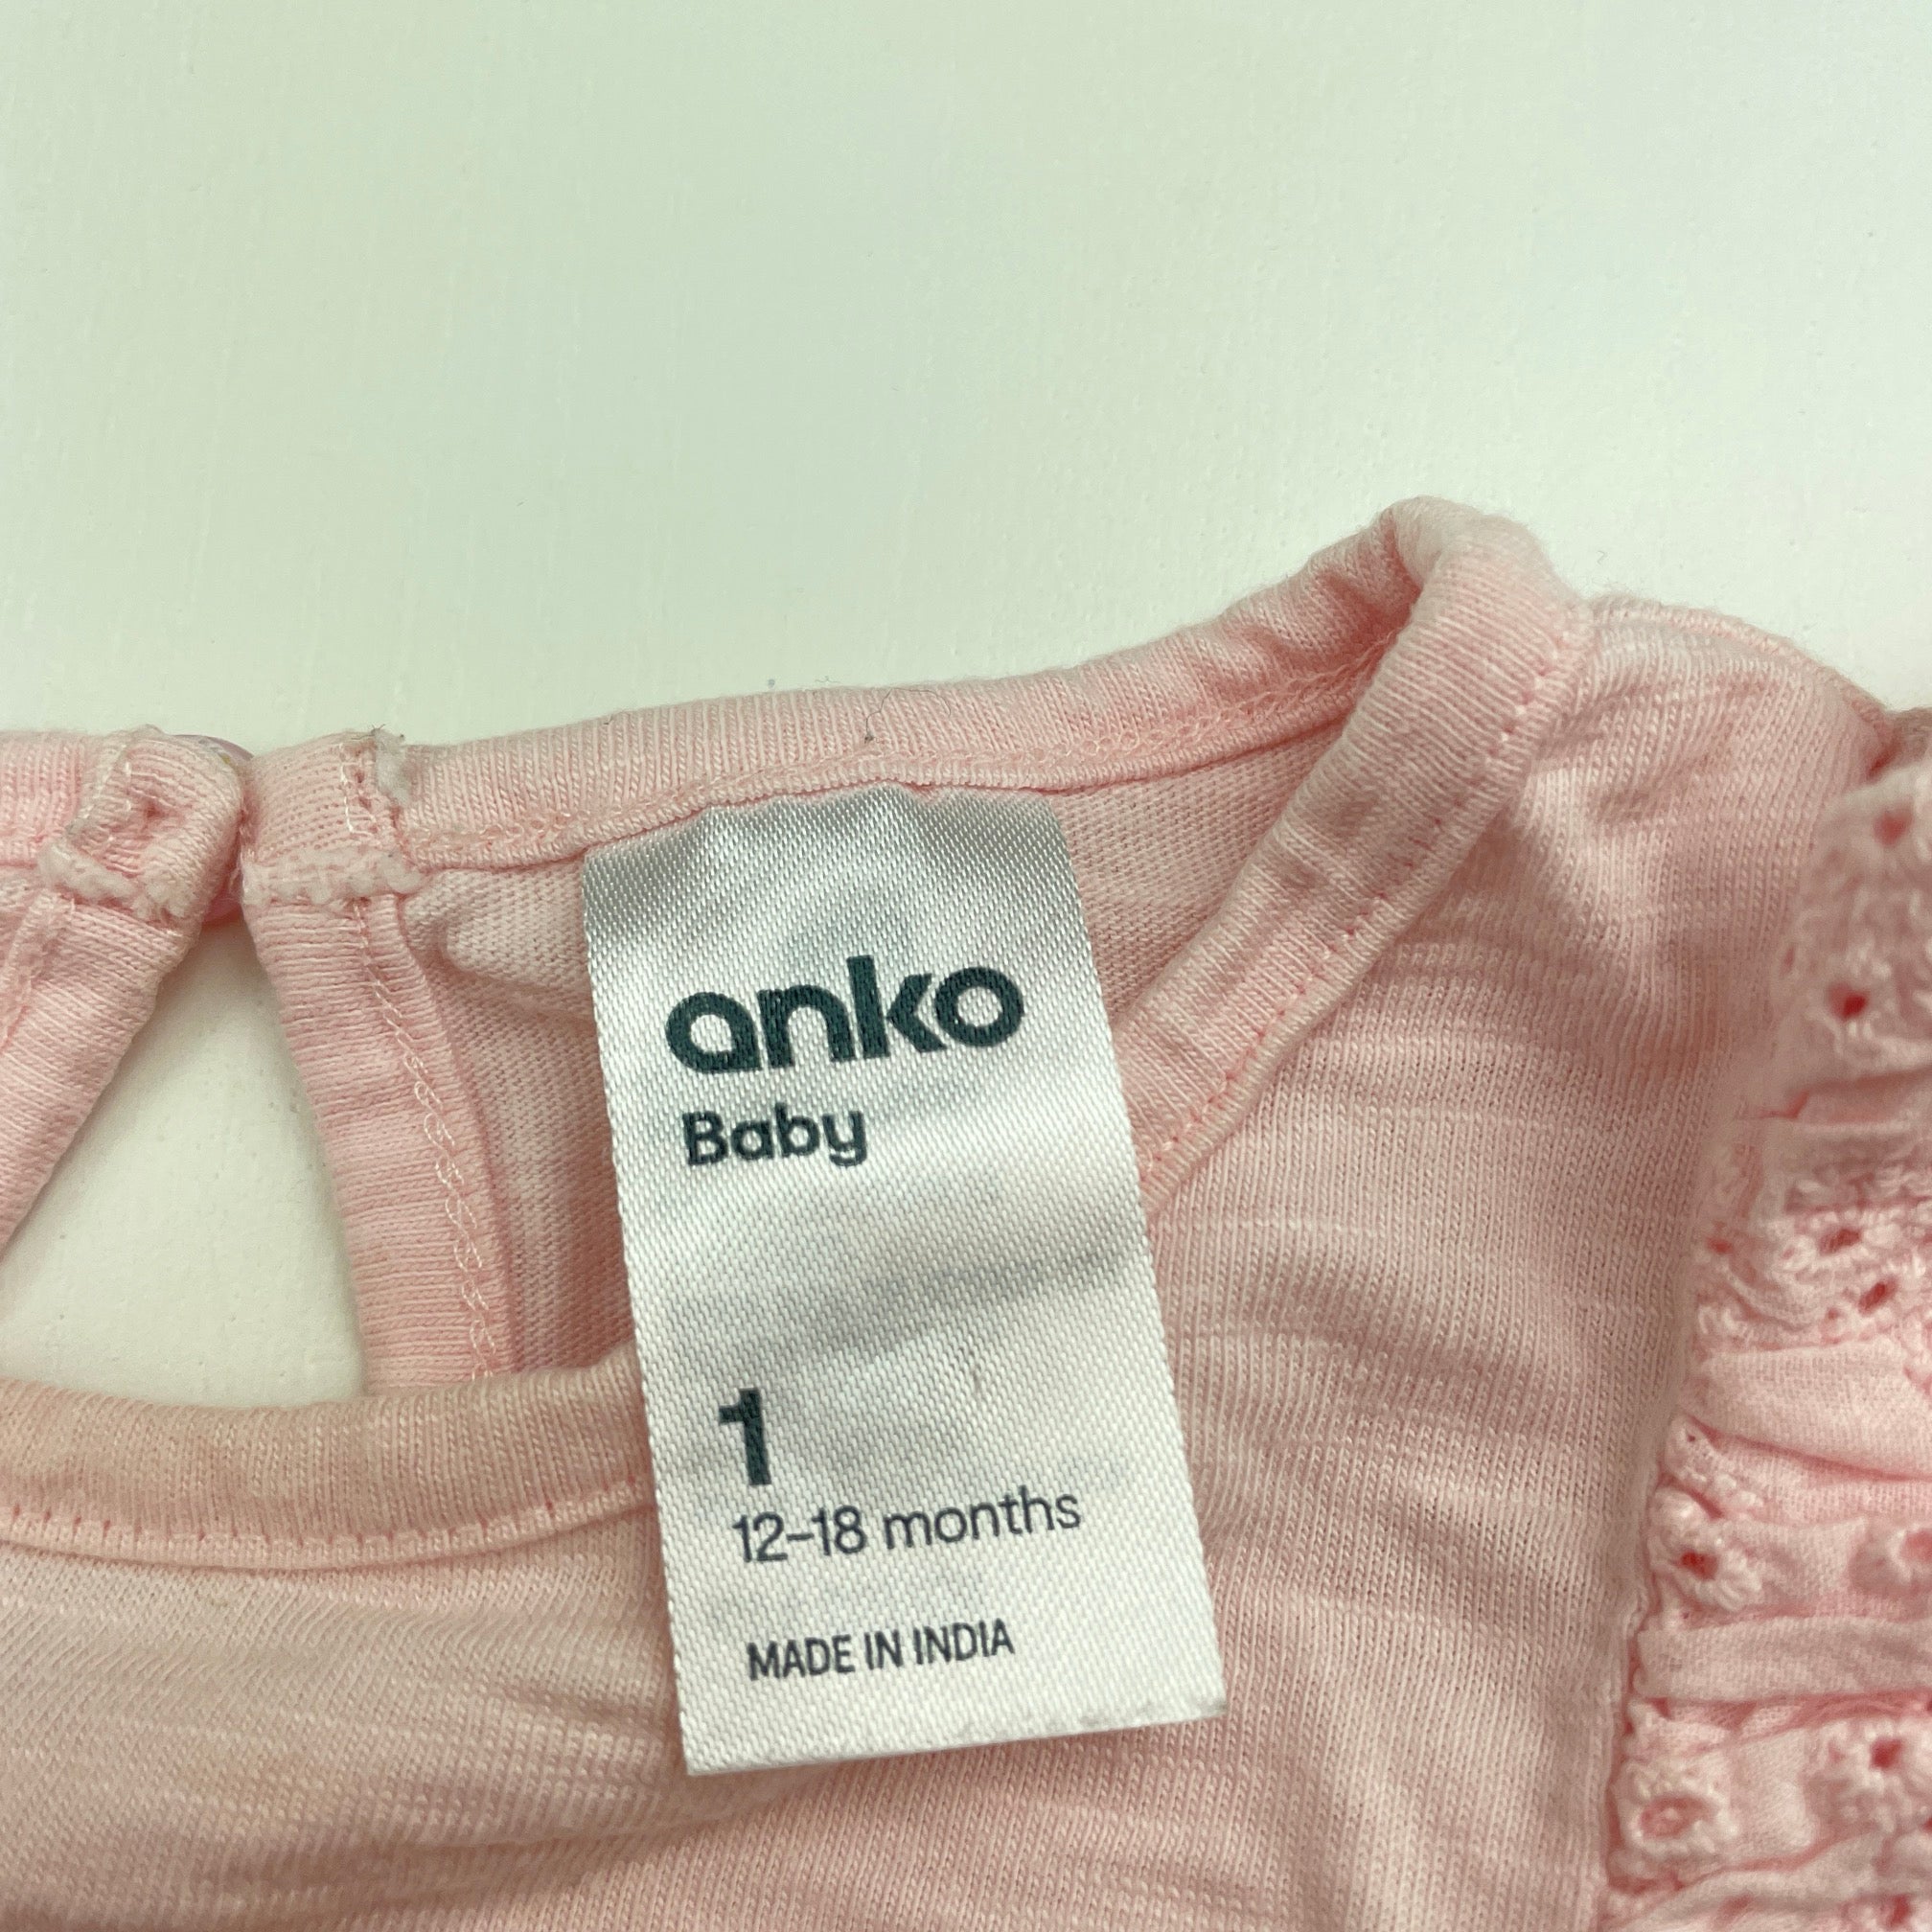 anko
Baby
1
12-18 months
MADE IN INDIA